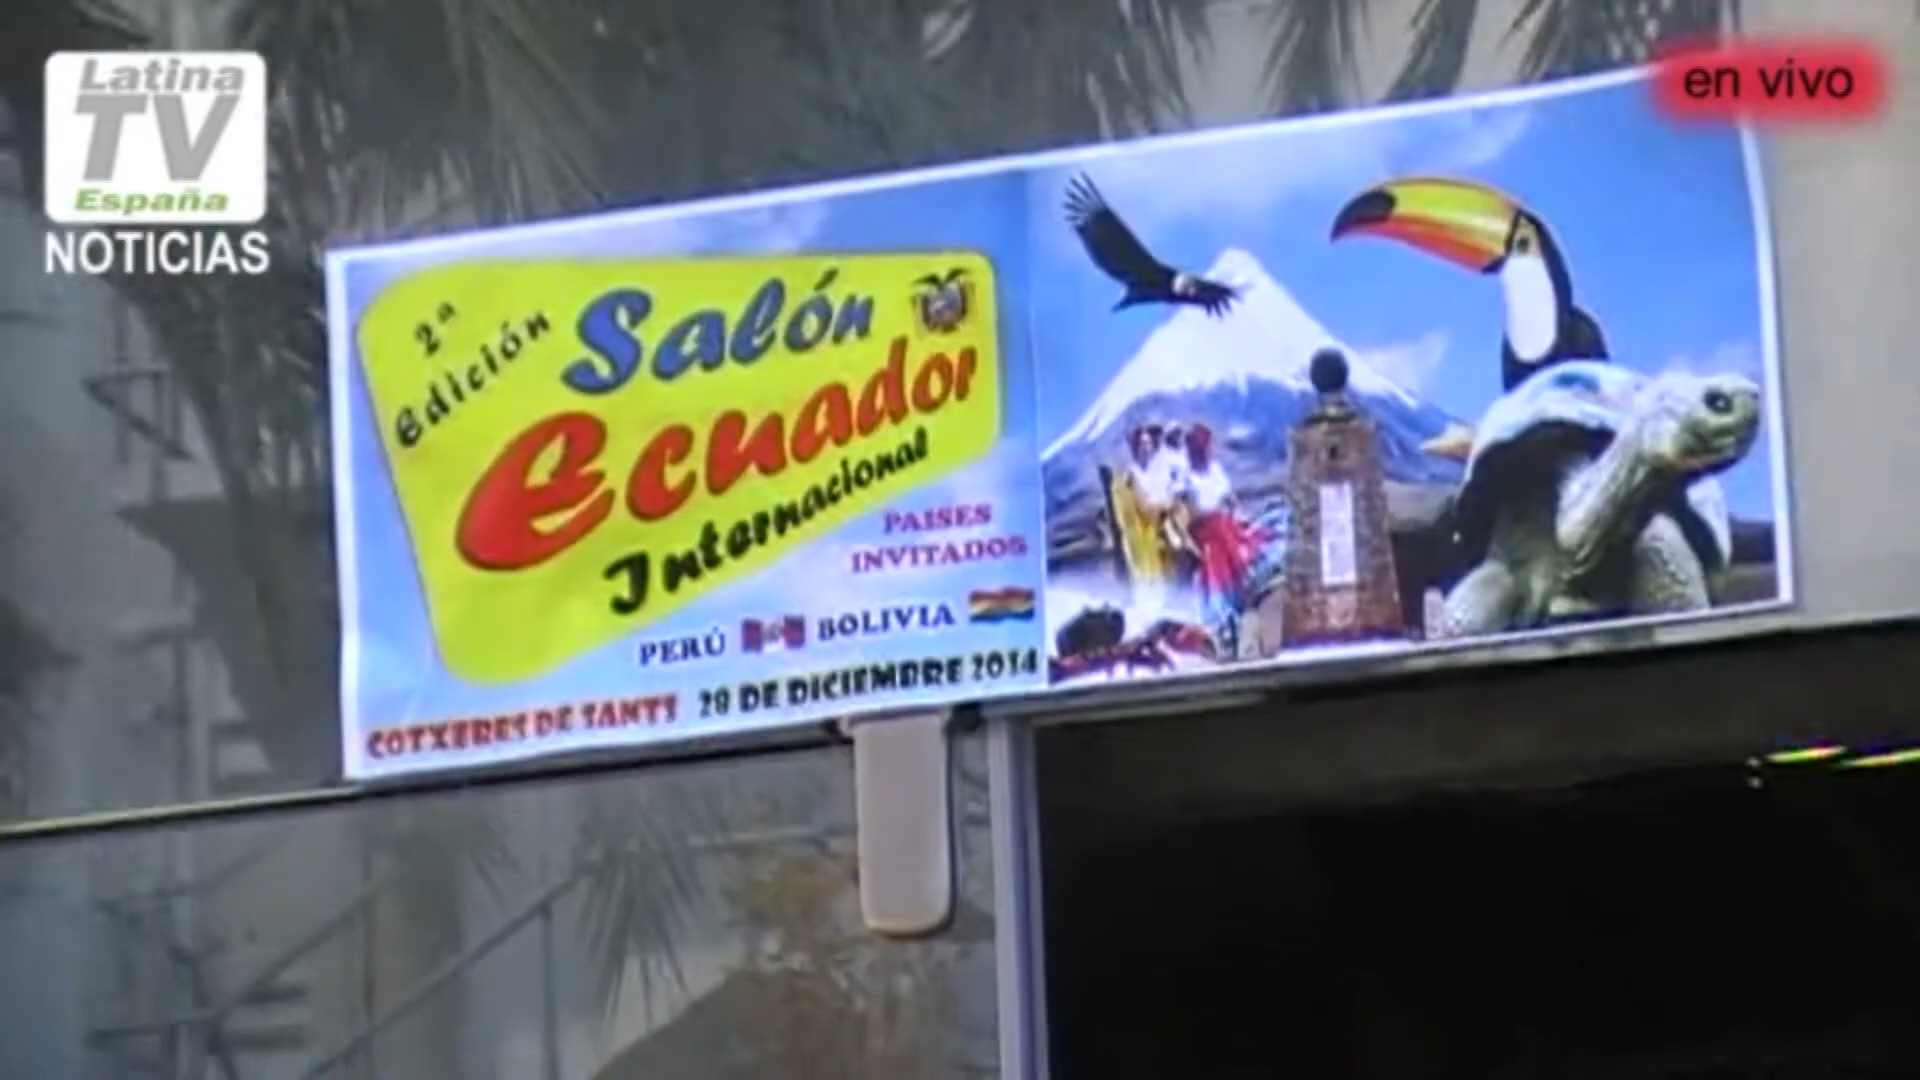 Latina
TV
España
NOTICIAS
en vivo
2ª
edición
Salón
Ecuador
Internacional
PAISES
INVITADOS
PERÚ BOLIVIA
COTXERES DE SANTS 28 DE DICIEMBRE 2014